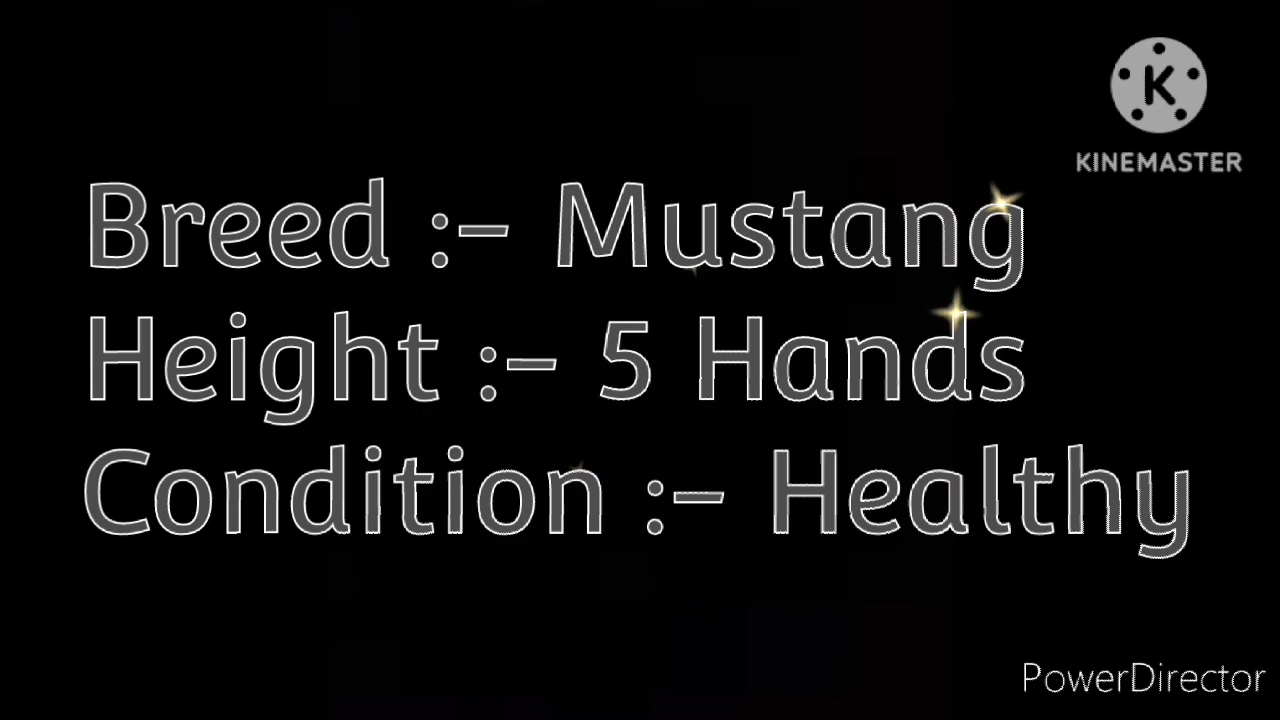 K
KINEMASTER
Breed :- Mustang
Height :- 5 Hands
Condition :- Healthy
PowerDirector